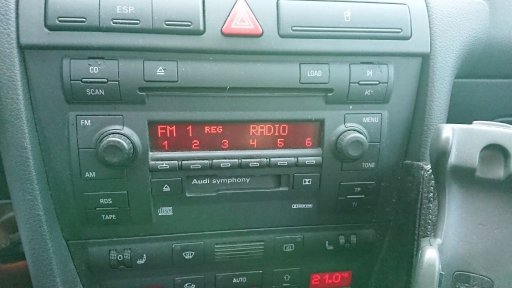 ESP
CD
LOAD
SCAN
FM
FM 1 REG RADIO
1 2 3 4 5 6
MENU
AM
TONE
Audi symphony
RDS
TAPE
TP
AUTO
21.0